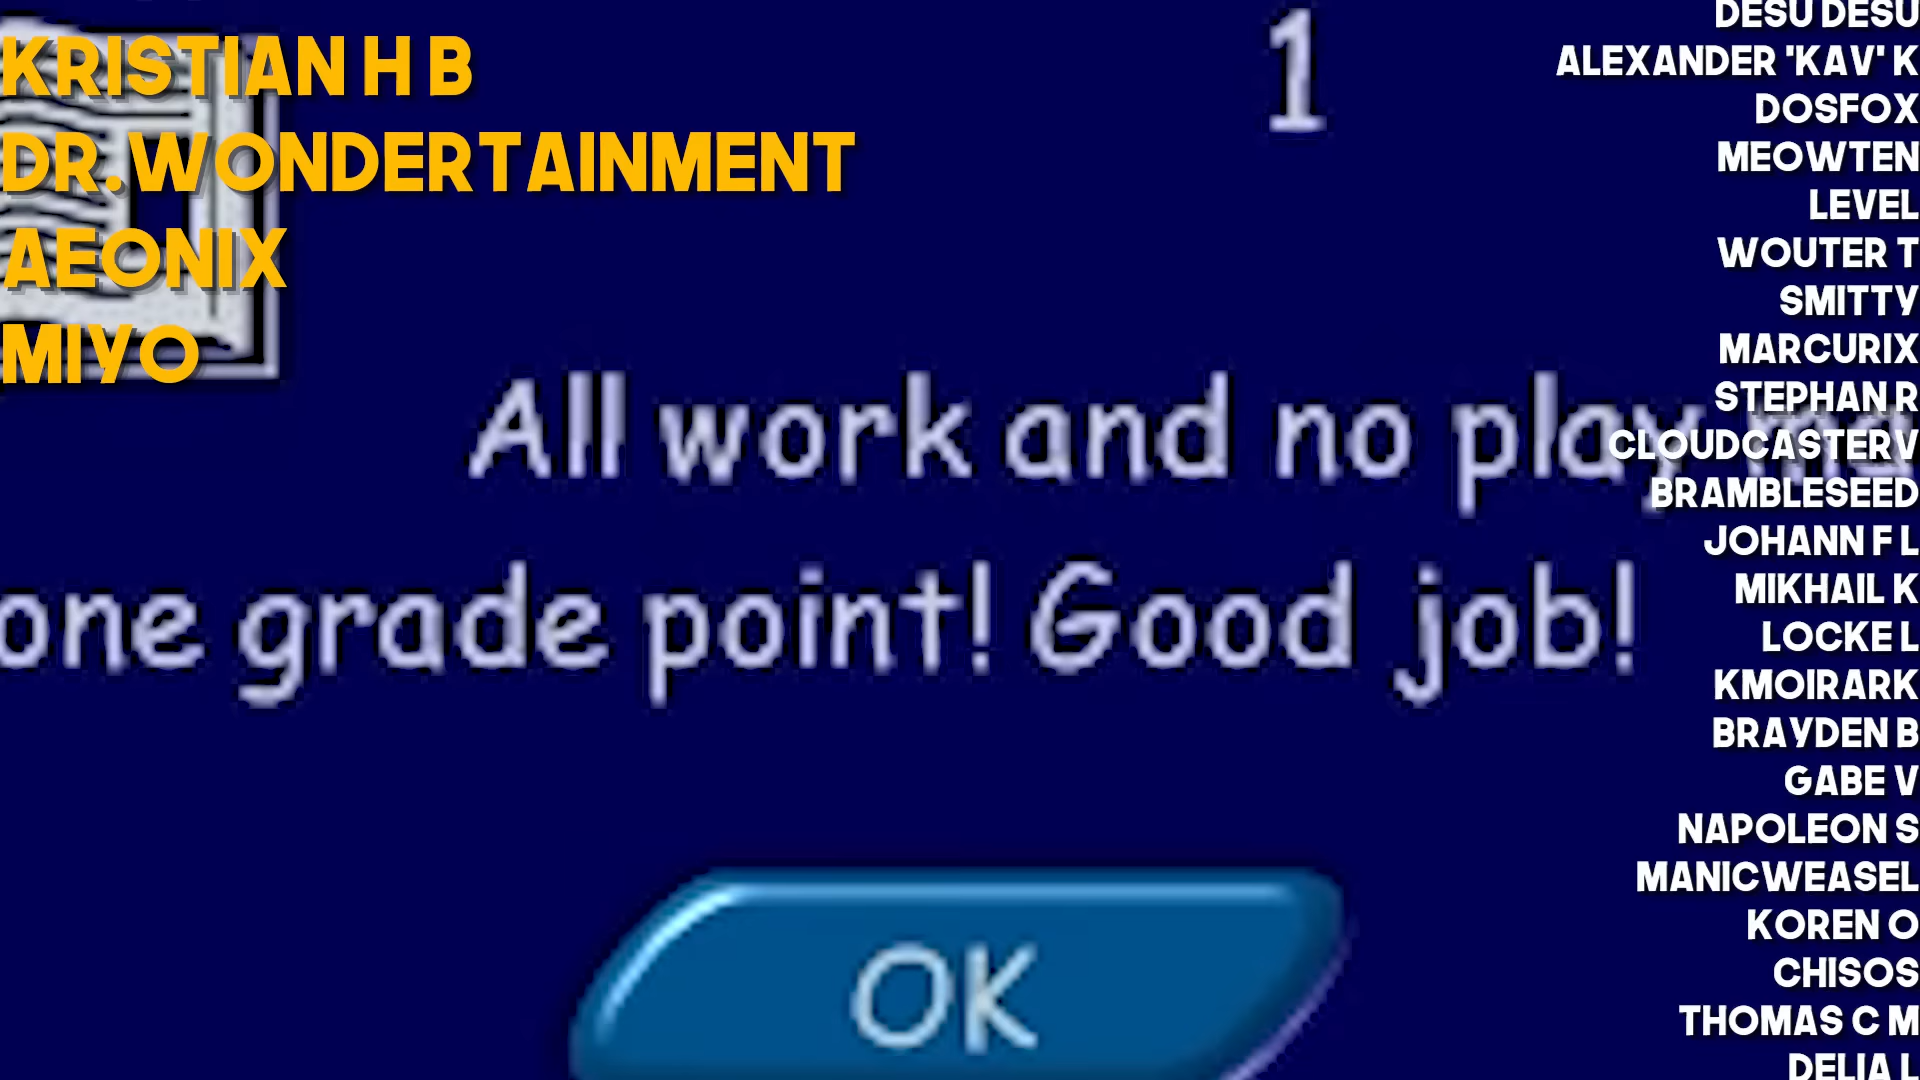 KRISTIAN H B
DR.WONDERTAINMENT
AEONIX
MIYO
1
All work and no play
one grade point! Good job!
OK
DESU DESU
ALEXANDER 'KAV' K
DOSFOX
MEOWTEN
LEVEL
WOUTER T
SMITTY
MARCURIX
STEPHAN R
CLOUDCASTERV
BRAMBLESEED
JOHANN F L
MIKHAIL K
LOCKE L
KMOIRARK
BRAYDEN B
GABE V
NAPOLEON S
MANICWEASEL
KOREN O
CHISOS
THOMAS C M
DELIA L